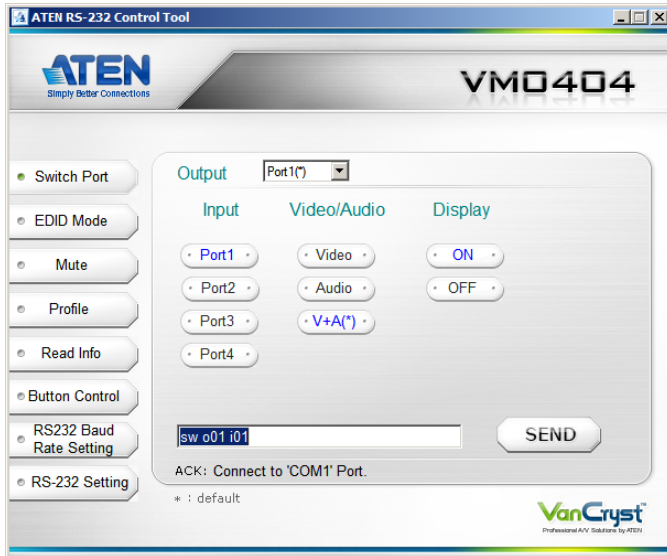 ATEN RS-232 Control Tool
ATEN
Simply Better Connections
VM0404
Switch Port
EDID Mode
Mute
Profile
Read Info
Button Control
RS232 Baud
Rate Setting
RS-232 Setting
Output Port1(*)
Input Video/Audio Display
Port1 Video ON
Port2 Audio OFF
Port3 V+A(*)
Port4
sw o01 i01 SEND
ACK: Connect to 'COM1' Port.
* : default
VanCryst™
Professional A/V Solutions by ATEN